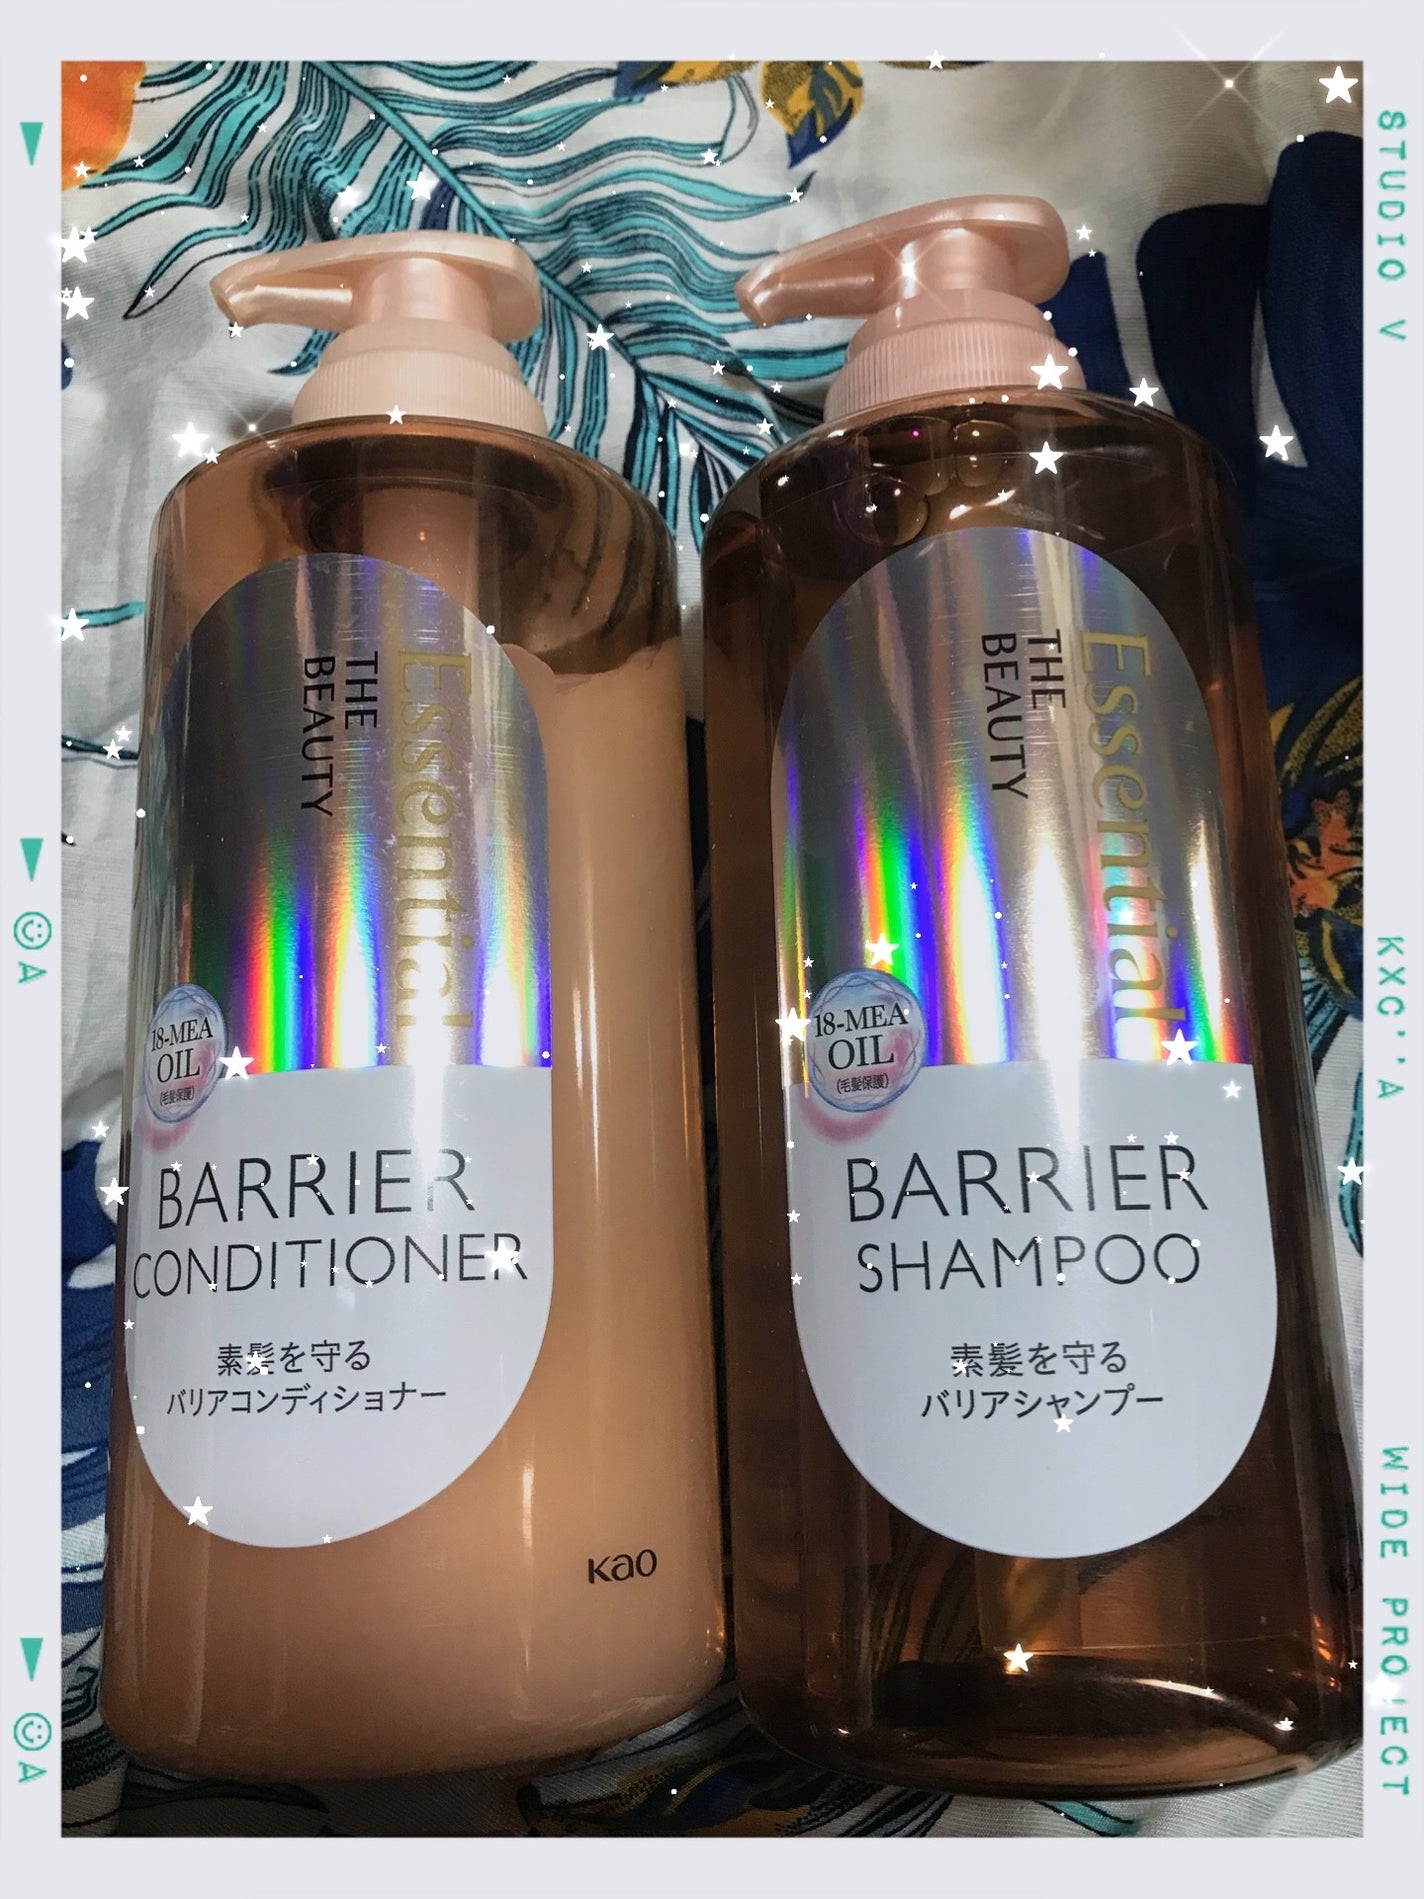 Essential
THE
BEAUTY
18-MEA
OIL
(毛髪保護)
BARRIER
CONDITIONER
素髪を守る
バリアコンディショナー
Kao
Essential
THE
BEAUTY
18-MEA
OIL
(毛髪保護)
BARRIER
SHAMPOO
素髪を守る
バリアシャンプー
STUDIO V
KXC''A
WIDE PROJECT
A
A